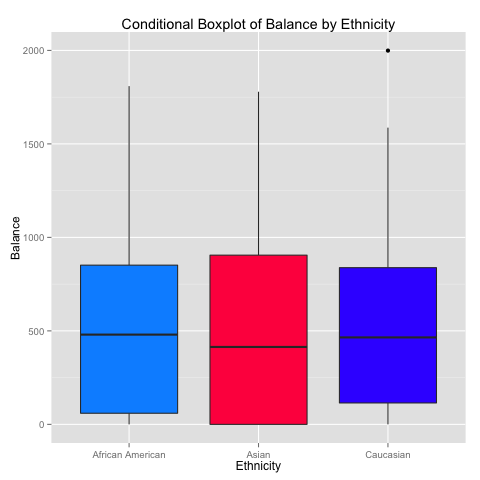 Conditional Boxplot of Balance by Ethnicity
2000
1500
1000
500
0
Balance
African American
Asian
Caucasian
Ethnicity